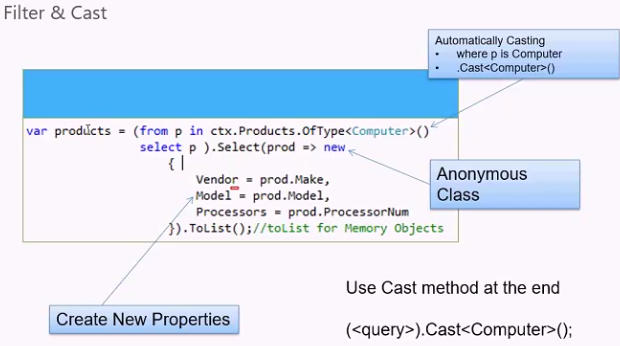 Filter & Cast
Automatically Casting
• where p is Computer
• .Cast<Computer>()
var products = (from p in ctx.Products.OfType<Computer>()
select p ).Select(prod => new
{
Vendor = prod.Make,
Model = prod.Model,
Processors = prod.ProcessorNum
}).ToList();//toList for Memory Objects
Anonymous
Class
Create New Properties
Use Cast method at the end
(<query>).Cast<Computer>();